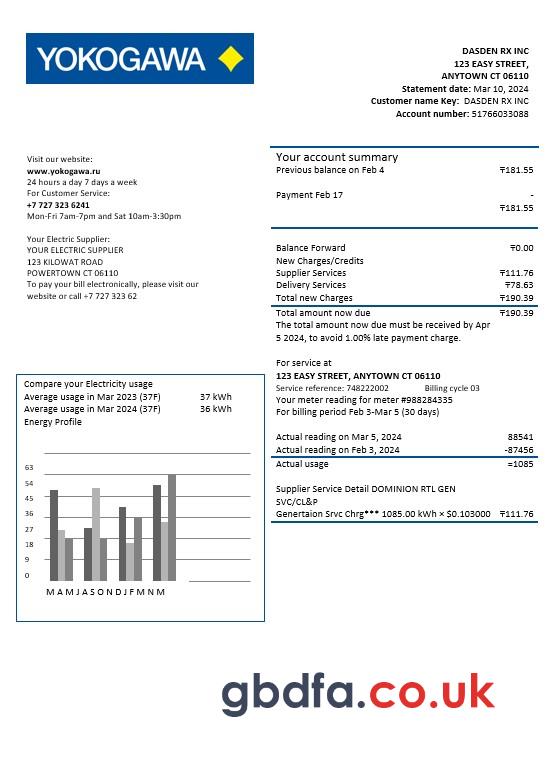 YOKOGAWA
DASDEN RX INC
123 EASY STREET,
ANYTOWN CT 06110
Statement date: Mar 10, 2024
Customer name Key: DASDEN RX INC
Account number: 51766033088
Visit our website:
www.yokogawa.ru
24 hours a day 7 days a week
For Customer Service:
+7 727 323 6241
Mon-Fri 7am-7pm and Sat 10am-3:30pm
Your Electric Supplier:
YOUR ELECTRIC SUPPLIER
123 KILOWAT ROAD
POWERTOWN CT 06110
To pay your bill electronically, please visit our
website or call +7 727 323 62
Your account summary
Previous balance on Feb 4 ₸181.55
Payment Feb 17 -
₸181.55
Balance Forward ₸0.00
New Charges/Credits
Supplier Services ₸111.76
Delivery Services ₸78.63
Total new Charges ₸190.39
Total amount now due ₸190.39
The total amount now due must be received by Apr
5 2024, to avoid 1.00% late payment charge.
For service at
123 EASY STREET, ANYTOWN CT 06110
Service reference: 748222002 Billing cycle 03
Your meter reading for meter #988284335
For billing period Feb 3-Mar 5 (30 days)
Actual reading on Mar 5, 2024 88541
Actual reading on Feb 3, 2024 -87456
Actual usage =1085
Supplier Service Detail DOMINION RTL GEN
SVC/CL&P
Genertaion Srvc Chrg*** 1085.00 kWh × $0.103000 ₸111.76
Compare your Electricity usage
Average usage in Mar 2023 (37F) 37 kWh
Average usage in Mar 2024 (37F) 36 kWh
Energy Profile
63
54
45
36
27
18
9
0
M A M J A S O N D J F M N M
gbdfa.co.uk